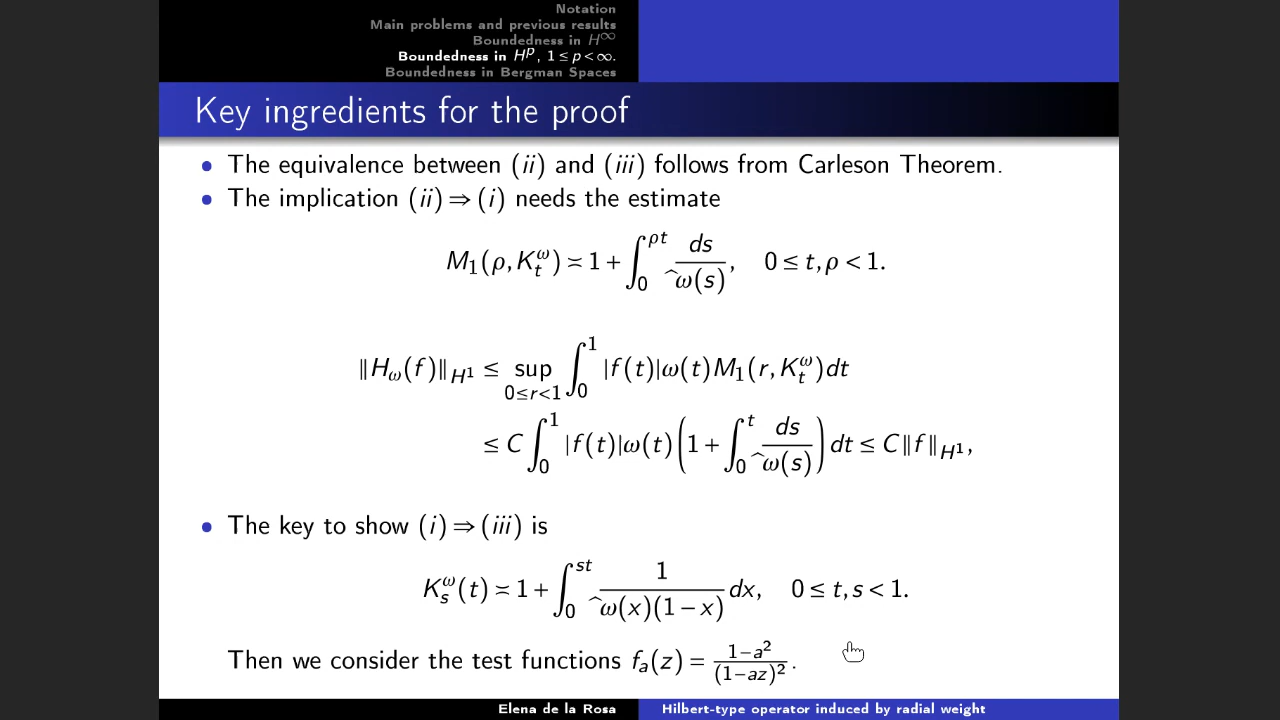 Notation
Main problems and previous results
Boundedness in H^∞
Boundedness in H^p, 1 ≤ p < ∞.
Boundedness in Bergman Spaces
Key ingredients for the proof
• The equivalence between (ii) and (iii) follows from Carleson Theorem.
• The implication (ii) ⇒ (i) needs the estimate
M_1(ρ, K_t^ω) ≍ 1 + ∫_0^{ρt} ds/ω̂(s), 0 ≤ t, ρ < 1.
‖H_ω(f)‖_{H^1} ≤ sup_{0≤r<1} ∫_0^1 |f(t)|ω(t)M_1(r, K_t^ω)dt
≤ C ∫_0^1 |f(t)|ω(t) (1 + ∫_0^t ds/ω̂(s)) dt ≤ C‖f‖_{H^1},
• The key to show (i) ⇒ (iii) is
K_s^ω(t) ≍ 1 + ∫_0^{st} 1/(ω̂(x)(1 − x)) dx, 0 ≤ t, s < 1.
Then we consider the test functions f_a(z) = (1−a^2)/(1−az)^2.
Elena de la Rosa
Hilbert-type operator induced by radial weight